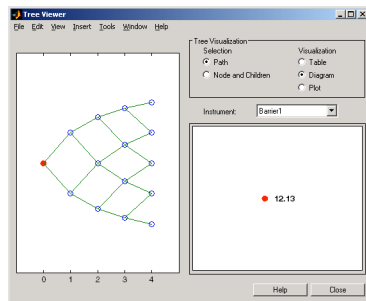 Tree Viewer
File Edit View Insert Tools Window Help
Tree Visualization
Selection
Visualization
Path
Table
Node and Children
Diagram
Plot
Instrument:
Barrier1
12.13
0 1 2 3 4
Help
Close